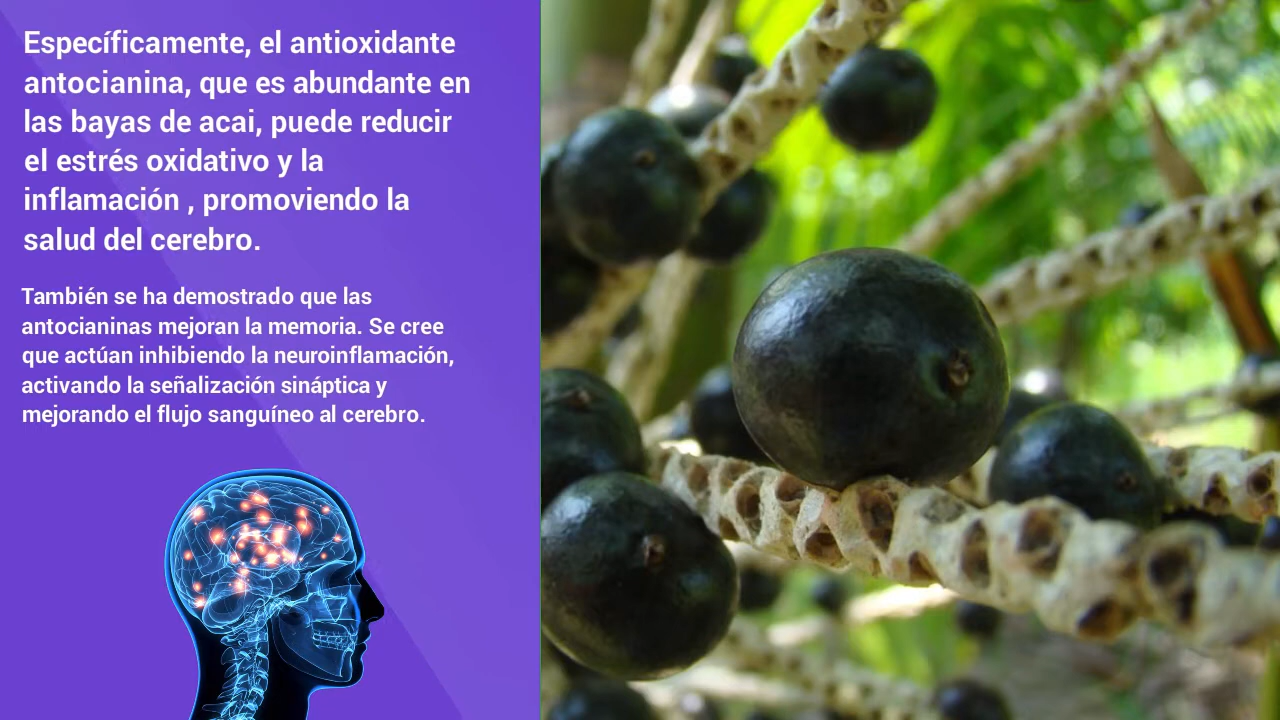 Específicamente, el antioxidante
antocianina, que es abundante en
las bayas de acai, puede reducir
el estrés oxidativo y la
inflamación , promoviendo la
salud del cerebro.
También se ha demostrado que las
antocianinas mejoran la memoria. Se cree
que actúan inhibiendo la neuroinflamación,
activando la señalización sináptica y
mejorando el flujo sanguíneo al cerebro.